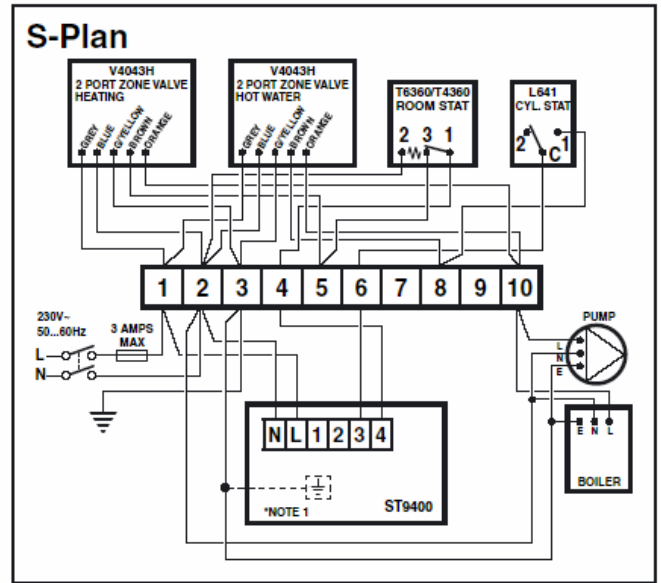 S-Plan
V4043H
2 PORT ZONE VALVE
HEATING
GREY
BLUE
G/YELLOW
BROWN
ORANGE
V4043H
2 PORT ZONE VALVE
HOT WATER
GREY
BLUE
G/YELLOW
BROWN
ORANGE
T6360/T4360
ROOM STAT
2 3 1
L641
CYL. STAT
2 C 1
1 2 3 4 5 6 7 8 9 10
230V~
50...60Hz
3 AMPS
MAX
L
N
PUMP
L
N
E
N L 1 2 3 4
*NOTE 1
ST9400
E N L
BOILER